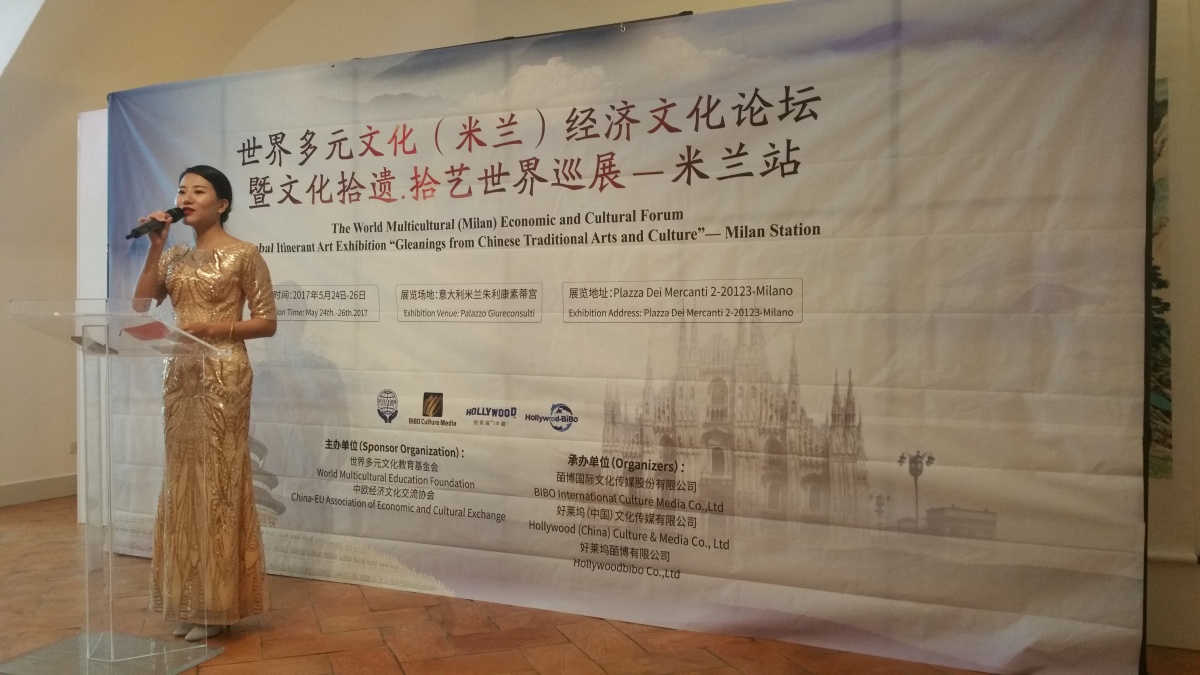 世界多元文化（米兰）经济文化论坛
暨文化拾遗.拾艺世界巡展—米兰站
The World Multicultural (Milan) Economic and Cultural Forum
Itinerant Art Exhibition “Gleanings from Chinese Traditional Arts and Culture”— Milan Station
时间：2017年5月24日-26日
Time: May 24th.-26th.2017
展览场地：意大利米兰朱利康素蒂宫
Exhibition Venue: Palazzo Giureconsulti
展览地址：Plazza Dei Mercanti 2-20123-Milano
Exhibition Address: Plazza Dei Mercanti 2-20123-Milano
BIBO Culture Media
HOLLYWOOD
Hollywood-BiBo
主办单位（Sponsor Organization）：
世界多元文化教育基金会
World Multicultural Education Foundation
中欧经济文化交流协会
China-EU Association of Economic and Cultural Exchange
承办单位（Organizers）：
皕博国际文化传媒股份有限公司
BIBO International Culture Media Co.,Ltd
好莱坞（中国）文化传媒有限公司
Hollywood (China) Culture & Media Co., Ltd
好莱坞皕博有限公司
Hollywoodbibo Co.,Ltd